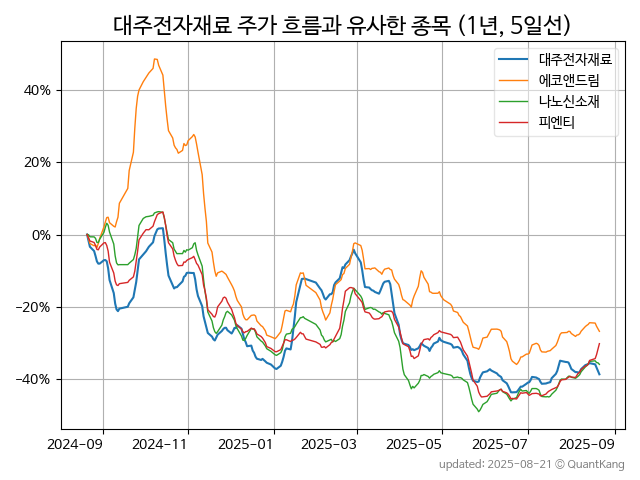 대주전자재료 주가 흐름과 유사한 종목 (1년, 5일선)
대주전자재료
에코앤드림
나노신소재
피엔티
40%
20%
0%
−20%
−40%
2024-09 2024-11 2025-01 2025-03 2025-05 2025-07 2025-09
updated: 2025-08-21 © QuantKang